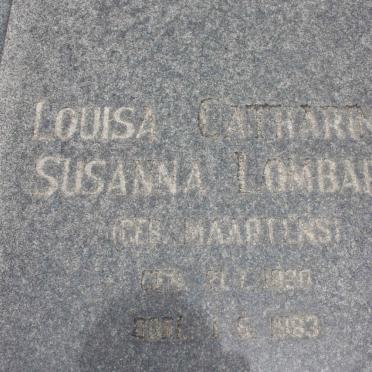 LOUISA CATHARIN
SUSANNA LOMBAR
(GEB. MAARTENS)
GEB. 21.7.1920
OORL. 1.6.1983